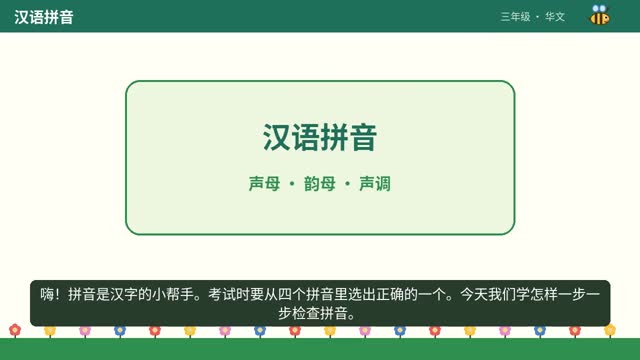 汉语拼音
三年级 • 华文
汉语拼音
声母 • 韵母 • 声调
嗨！拼音是汉字的小帮手。考试时要从四个拼音里选出正确的一个。今天我们学怎样一步一
步检查拼音。